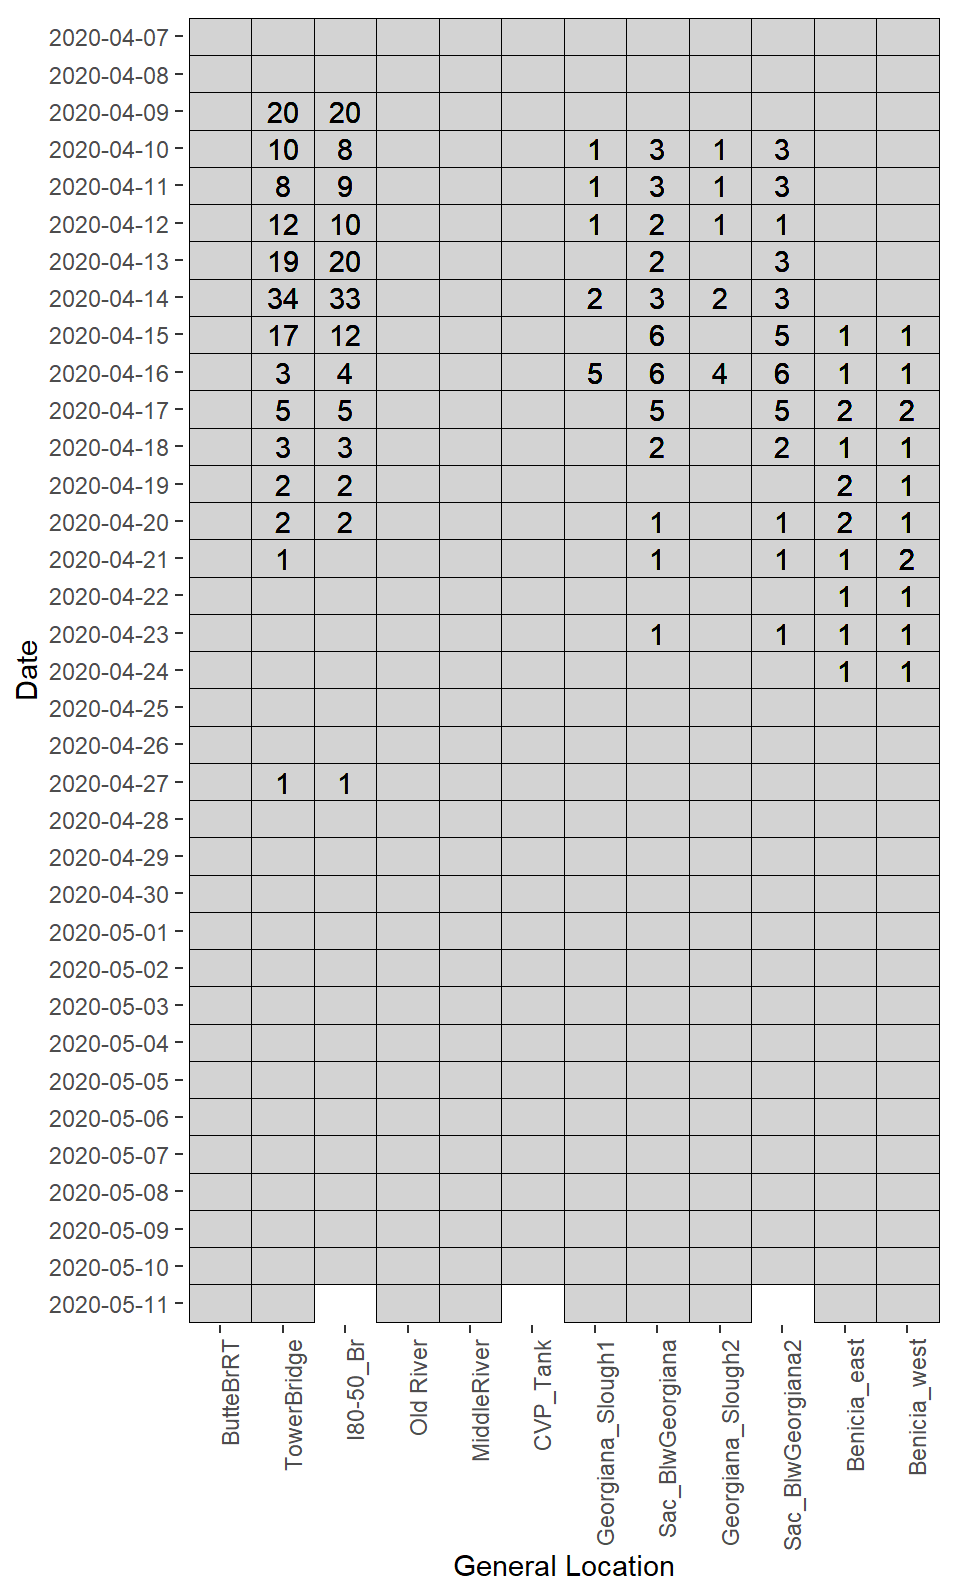 2020-04-07
2020-04-08
2020-04-09 20 20
2020-04-10 10 8 1 3 1 3
2020-04-11 8 9 1 3 1 3
2020-04-12 12 10 1 2 1 1
2020-04-13 19 20 2 3
2020-04-14 34 33 2 3 2 3
2020-04-15 17 12 6 5 1 1
2020-04-16 3 4 5 6 4 6 1 1
2020-04-17 5 5 5 5 2 2
2020-04-18 3 3 2 2 1 1
2020-04-19 2 2 2 1
2020-04-20 2 2 1 1 2 1
2020-04-21 1 1 1 1 2
2020-04-22 1 1
2020-04-23 1 1 1 1
2020-04-24 1 1
2020-04-25
2020-04-26
2020-04-27 1 1
2020-04-28
2020-04-29
2020-04-30
2020-05-01
2020-05-02
2020-05-03
2020-05-04
2020-05-05
2020-05-06
2020-05-07
2020-05-08
2020-05-09
2020-05-10
2020-05-11
Date
ButteBrRT
TowerBridge
I80-50_Br
Old River
MiddleRiver
CVP_Tank
Georgiana_Slough1
Sac_BlwGeorgiana
Georgiana_Slough2
Sac_BlwGeorgiana2
Benicia_east
Benicia_west
General Location